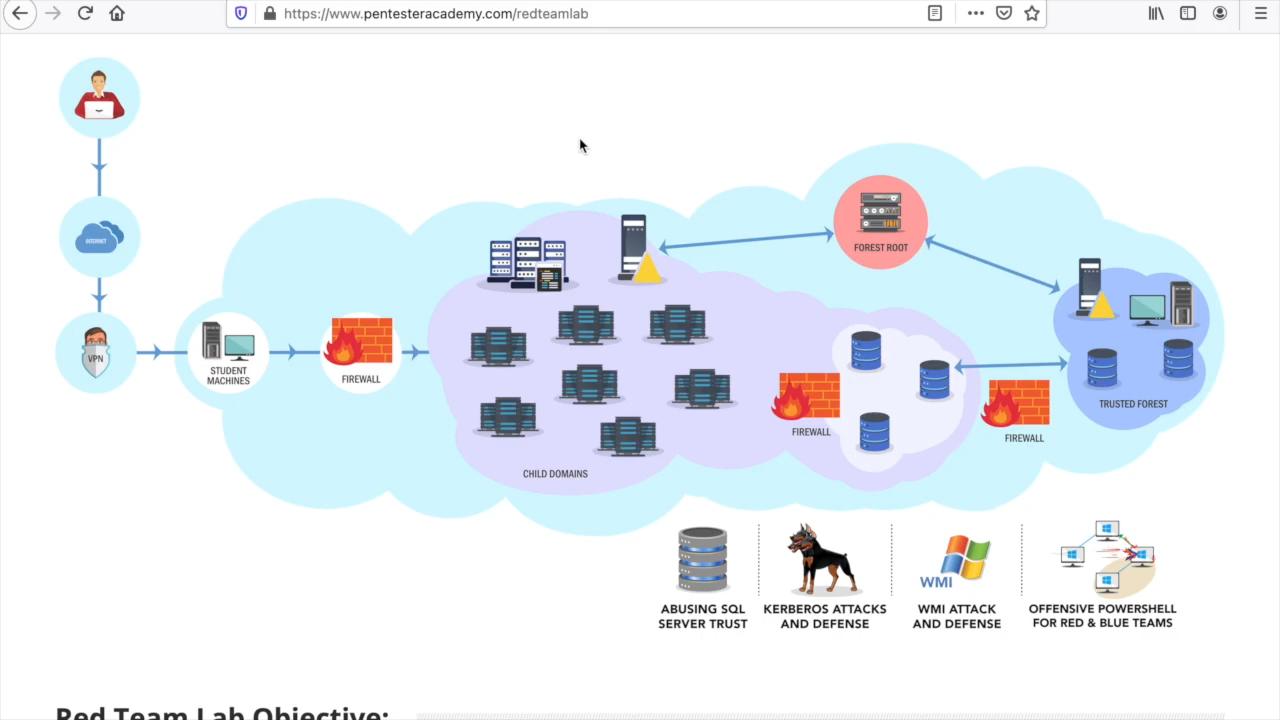 https://www.pentesteracademy.com/redteamlab
INTERNET
VPN
STUDENT
MACHINES
FIREWALL
CHILD DOMAINS
FOREST ROOT
FIREWALL
FIREWALL
TRUSTED FOREST
ABUSING SQL
SERVER TRUST
KERBEROS ATTACKS
AND DEFENSE
WMI
WMI ATTACK
AND DEFENSE
OFFENSIVE POWERSHELL
FOR RED & BLUE TEAMS
Red Team Lab Objective: